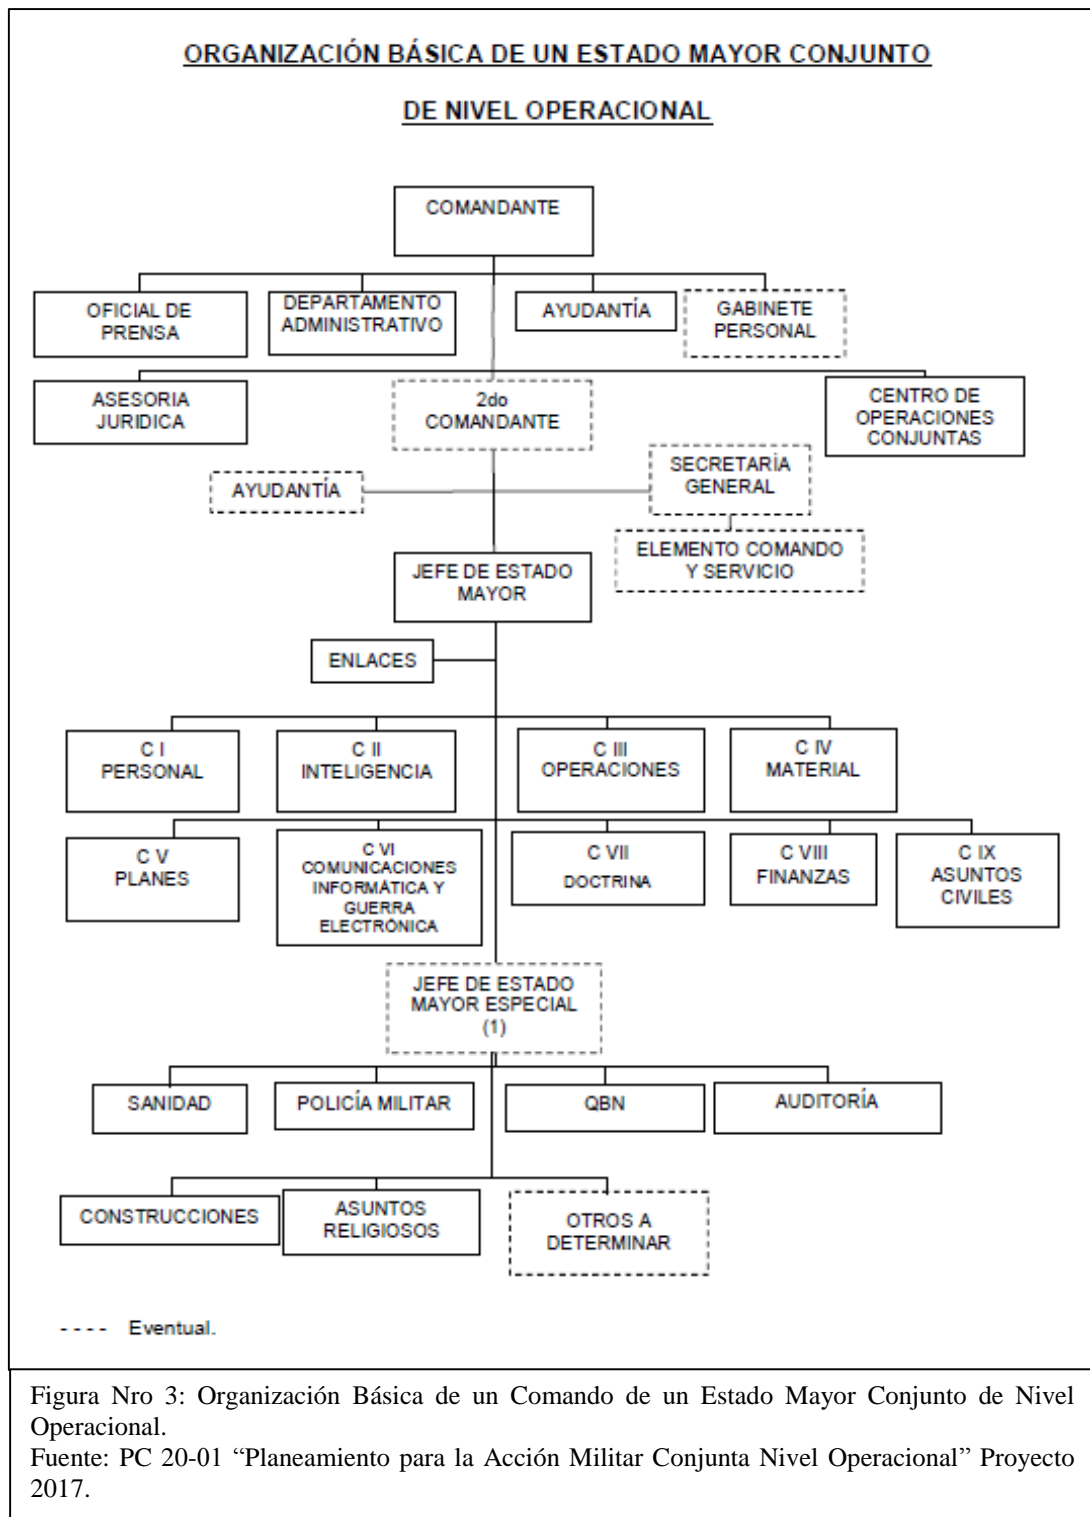 ORGANIZACIÓN BÁSICA DE UN ESTADO MAYOR CONJUNTO
DE NIVEL OPERACIONAL
COMANDANTE
OFICIAL DE
PRENSA
DEPARTAMENTO
ADMINISTRATIVO
AYUDANTÍA
GABINETE
PERSONAL
ASESORIA
JURIDICA
2do
COMANDANTE
CENTRO DE
OPERACIONES
CONJUNTAS
AYUDANTÍA
SECRETARÍA
GENERAL
ELEMENTO COMANDO
Y SERVICIO
JEFE DE ESTADO
MAYOR
ENLACES
C I
PERSONAL
C II
INTELIGENCIA
C III
OPERACIONES
C IV
MATERIAL
C V
PLANES
C VI
COMUNICACIONES
INFORMÁTICA Y
GUERRA
ELECTRÓNICA
C VII
DOCTRINA
C VIII
FINANZAS
C IX
ASUNTOS
CIVILES
JEFE DE ESTADO
MAYOR ESPECIAL
(1)
SANIDAD
POLICÍA MILITAR
QBN
AUDITORÍA
CONSTRUCCIONES
ASUNTOS
RELIGIOSOS
OTROS A
DETERMINAR
- - - - Eventual.
Figura Nro 3: Organización Básica de un Comando de un Estado Mayor Conjunto de Nivel
Operacional.
Fuente: PC 20-01 “Planeamiento para la Acción Militar Conjunta Nivel Operacional” Proyecto
2017.